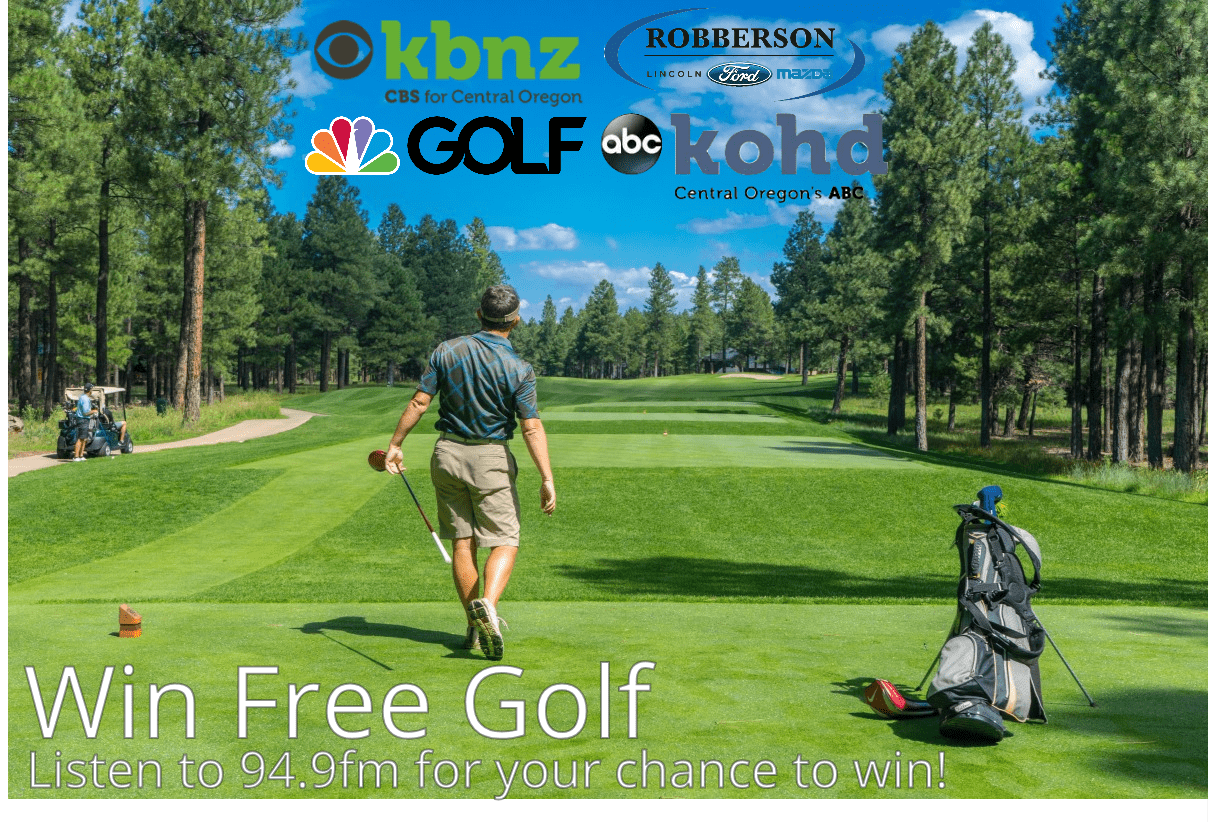 kbnz
CBS for Central Oregon
ROBBERSON
LINCOLN Ford mazda
GOLF
abc kohd
Central Oregon's ABC
Win Free Golf
Listen to 94.9fm for your chance to win!